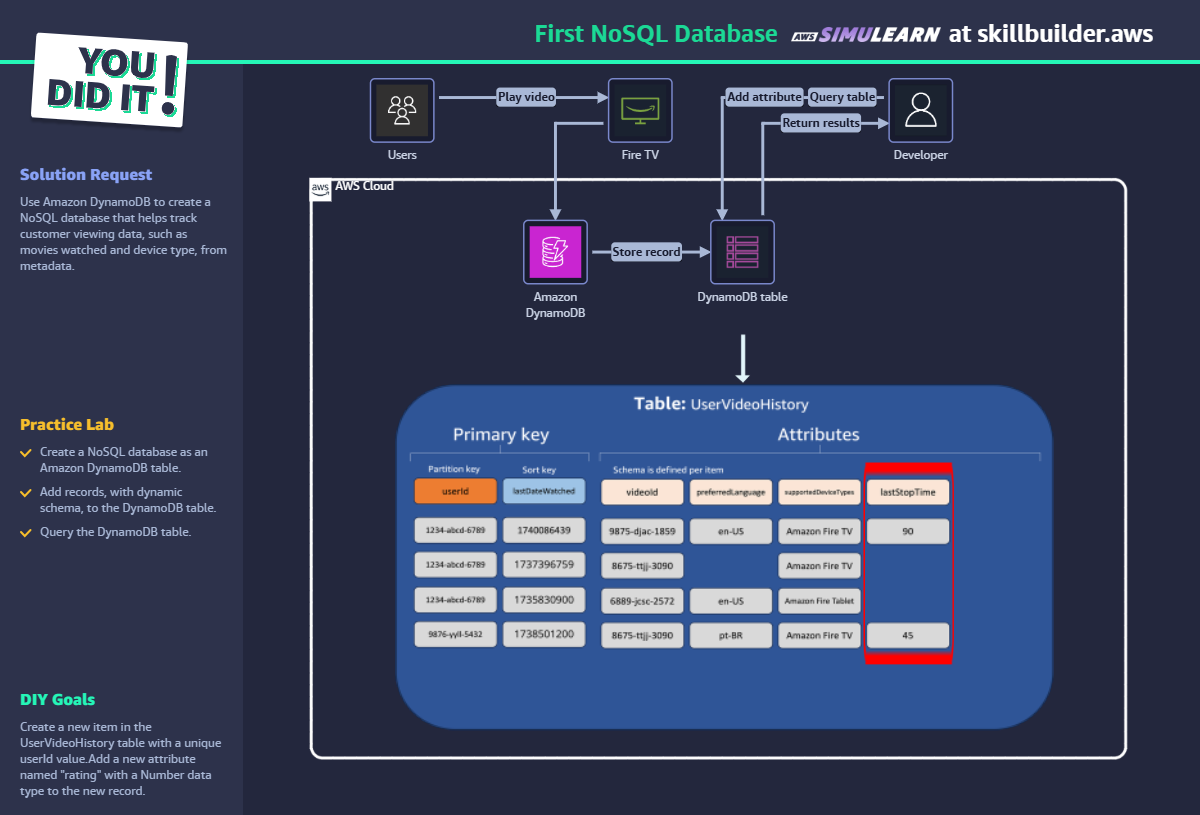 First NoSQL Database aws SIMULEARN at skillbuilder.aws
YOU
DID IT!
Solution Request
Use Amazon DynamoDB to create a
NoSQL database that helps track
customer viewing data, such as
movies watched and device type, from
metadata.
Practice Lab
Create a NoSQL database as an
Amazon DynamoDB table.
Add records, with dynamic
schema, to the DynamoDB table.
Query the DynamoDB table.
DIY Goals
Create a new item in the
UserVideoHistory table with a unique
userId value.Add a new attribute
named "rating" with a Number data
type to the new record.
Play video
Add attribute
Query table
Return results
Users
Fire TV
Developer
aws
AWS Cloud
Store record
Amazon
DynamoDB
DynamoDB table
Table: UserVideoHistory
Primary key
Attributes
Partition key
Sort key
Schema is defined per item
userId lastDateWatched videoId preferredLanguage supportedDeviceTypes lastStopTime
1234-abcd-6789 1740086439 9875-djac-1859 en-US Amazon Fire TV 90
1234-abcd-6789 1737396759 8675-ttjj-3090 Amazon Fire TV
1234-abcd-6789 1735830900 6889-jcsc-2572 en-US Amazon Fire Tablet
9876-yyll-5432 1738501200 8675-ttjj-3090 pt-BR Amazon Fire TV 45